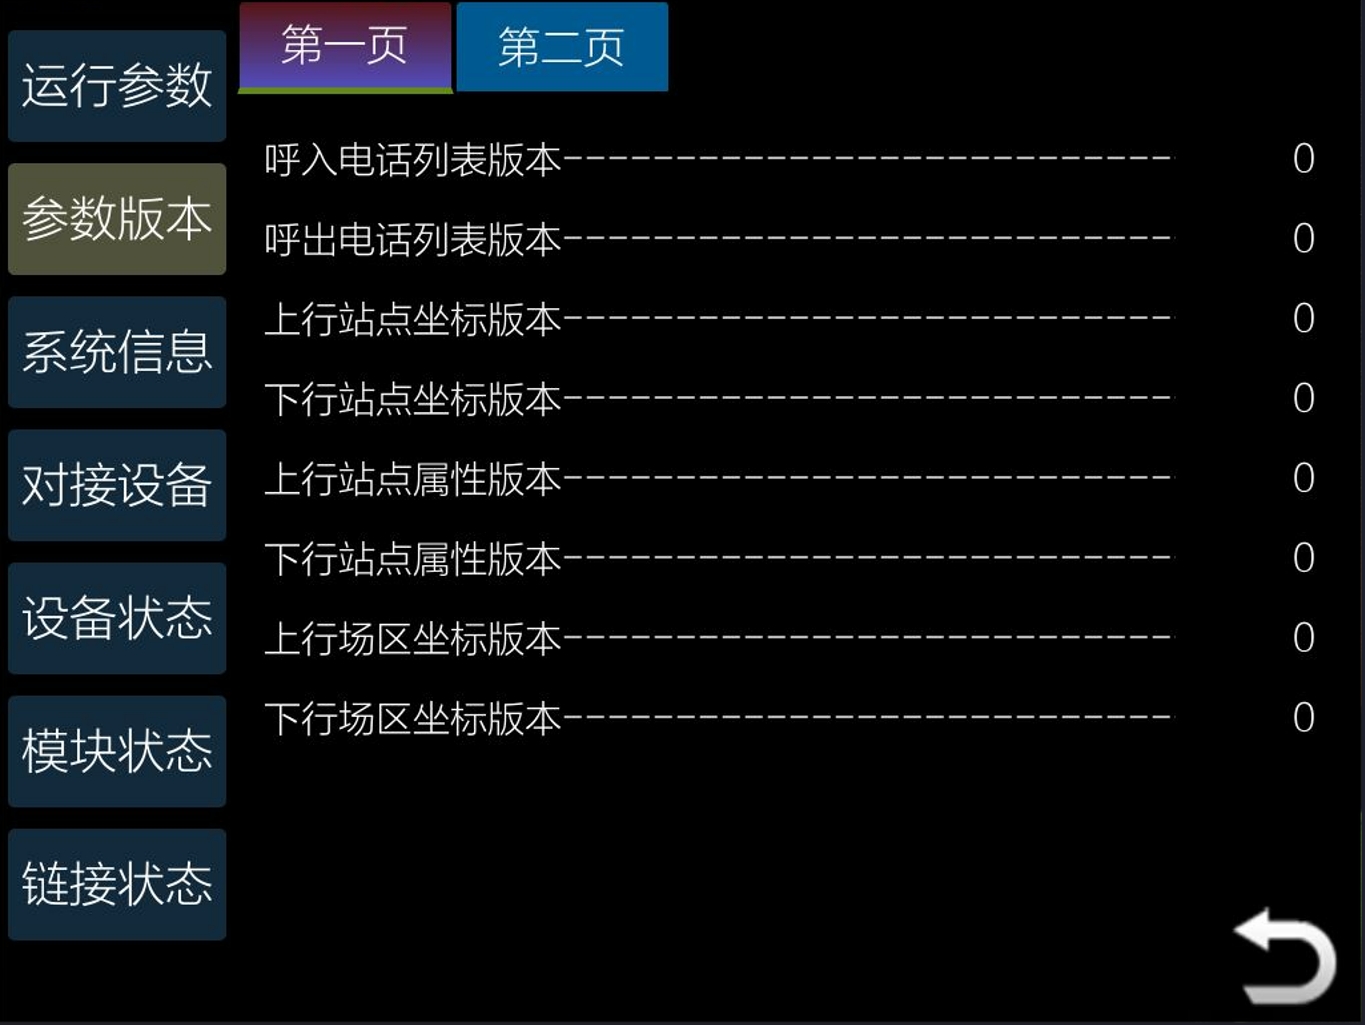 第一页
第二页
运行参数
参数版本
系统信息
对接设备
设备状态
模块状态
链接状态
呼入电话列表版本---------------------------- 0
呼出电话列表版本---------------------------- 0
上行站点坐标版本---------------------------- 0
下行站点坐标版本---------------------------- 0
上行站点属性版本---------------------------- 0
下行站点属性版本---------------------------- 0
上行场区坐标版本---------------------------- 0
下行场区坐标版本---------------------------- 0